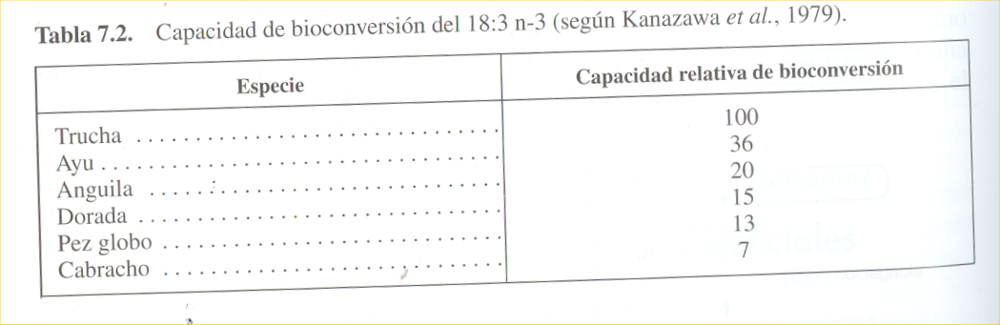 Tabla 7.2. Capacidad de bioconversión del 18:3 n-3 (según Kanazawa et al., 1979).
Especie Capacidad relativa de bioconversión
Trucha . . . . . . . . . . . . . . . . . . . . . . . . . . . . . . . 100
Ayu . . . . . . . . . . . . . . . . . . . . . . . . . . . . . . . . . . 36
Anguila . . . . . . . . . . . . . . . . . . . . . . . . . . . . . . 20
Dorada . . . . . . . . . . . . . . . . . . . . . . . . . . . . . . . 15
Pez globo . . . . . . . . . . . . . . . . . . . . . . . . . . . . . 13
Cabracho . . . . . . . . . . . . . . . . . . . . . . . . . . . . . 7